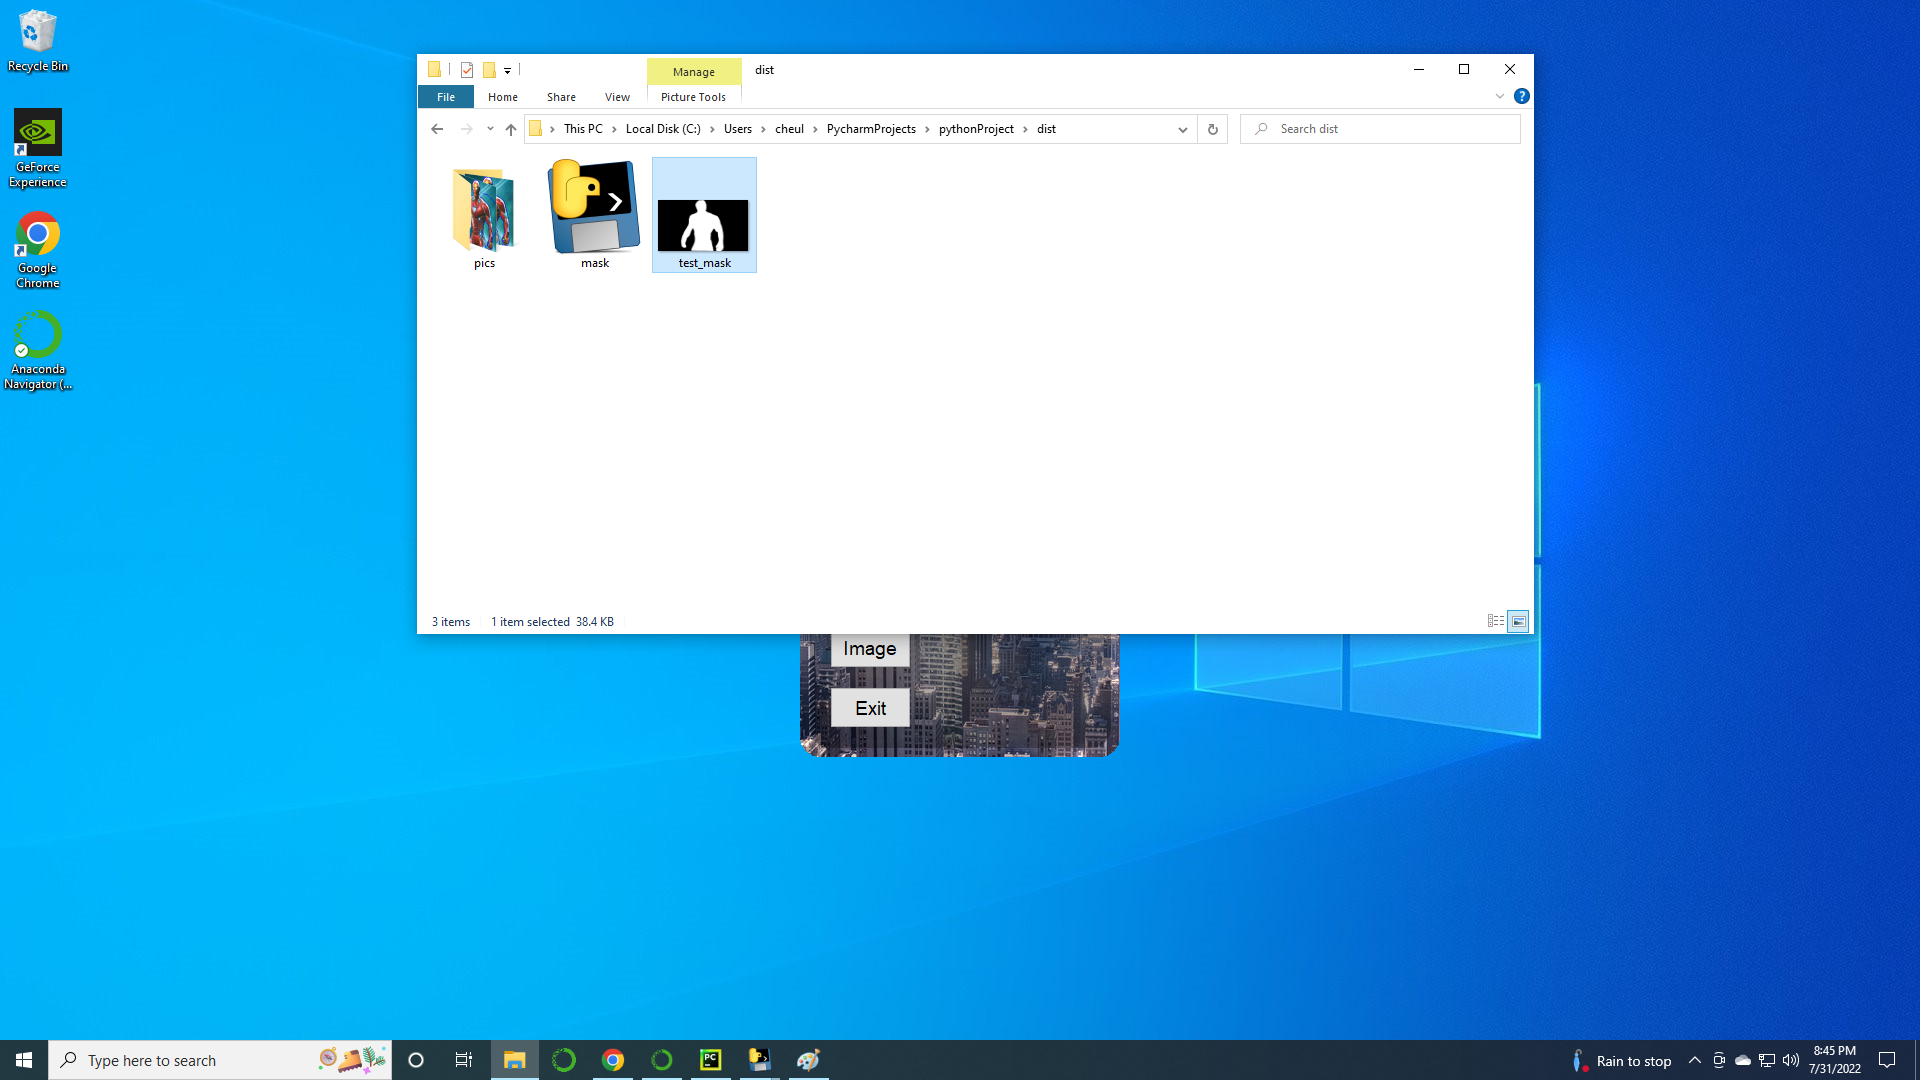 Recycle Bin
GeForce
Experience
Google
Chrome
Anaconda
Navigator (...
Manage
dist
File
Home
Share
View
Picture Tools
?
This PC
Local Disk (C:)
Users
cheul
PycharmProjects
pythonProject
dist
Search dist
pics
mask
test_mask
3 items
1 item selected 38.4 KB
Image
Exit
Type here to search
PC
Rain to stop
8:45 PM
7/31/2022